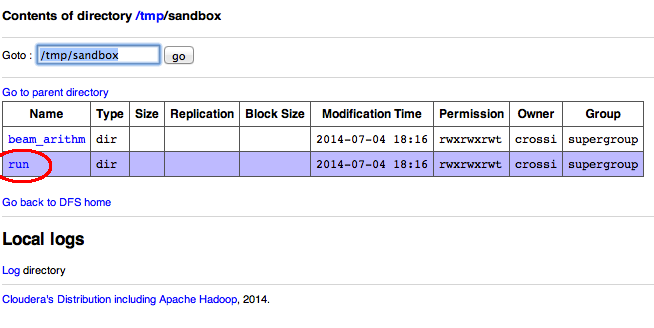 Contents of directory /tmp/sandbox
Goto : /tmp/sandbox go
Go to parent directory
Name Type Size Replication Block Size Modification Time Permission Owner Group
beam_arithm dir 2014-07-04 18:16 rwxrwxrwt crossi supergroup
run dir 2014-07-04 18:16 rwxrwxrwt crossi supergroup
Go back to DFS home
Local logs
Log directory
Cloudera's Distribution including Apache Hadoop, 2014.